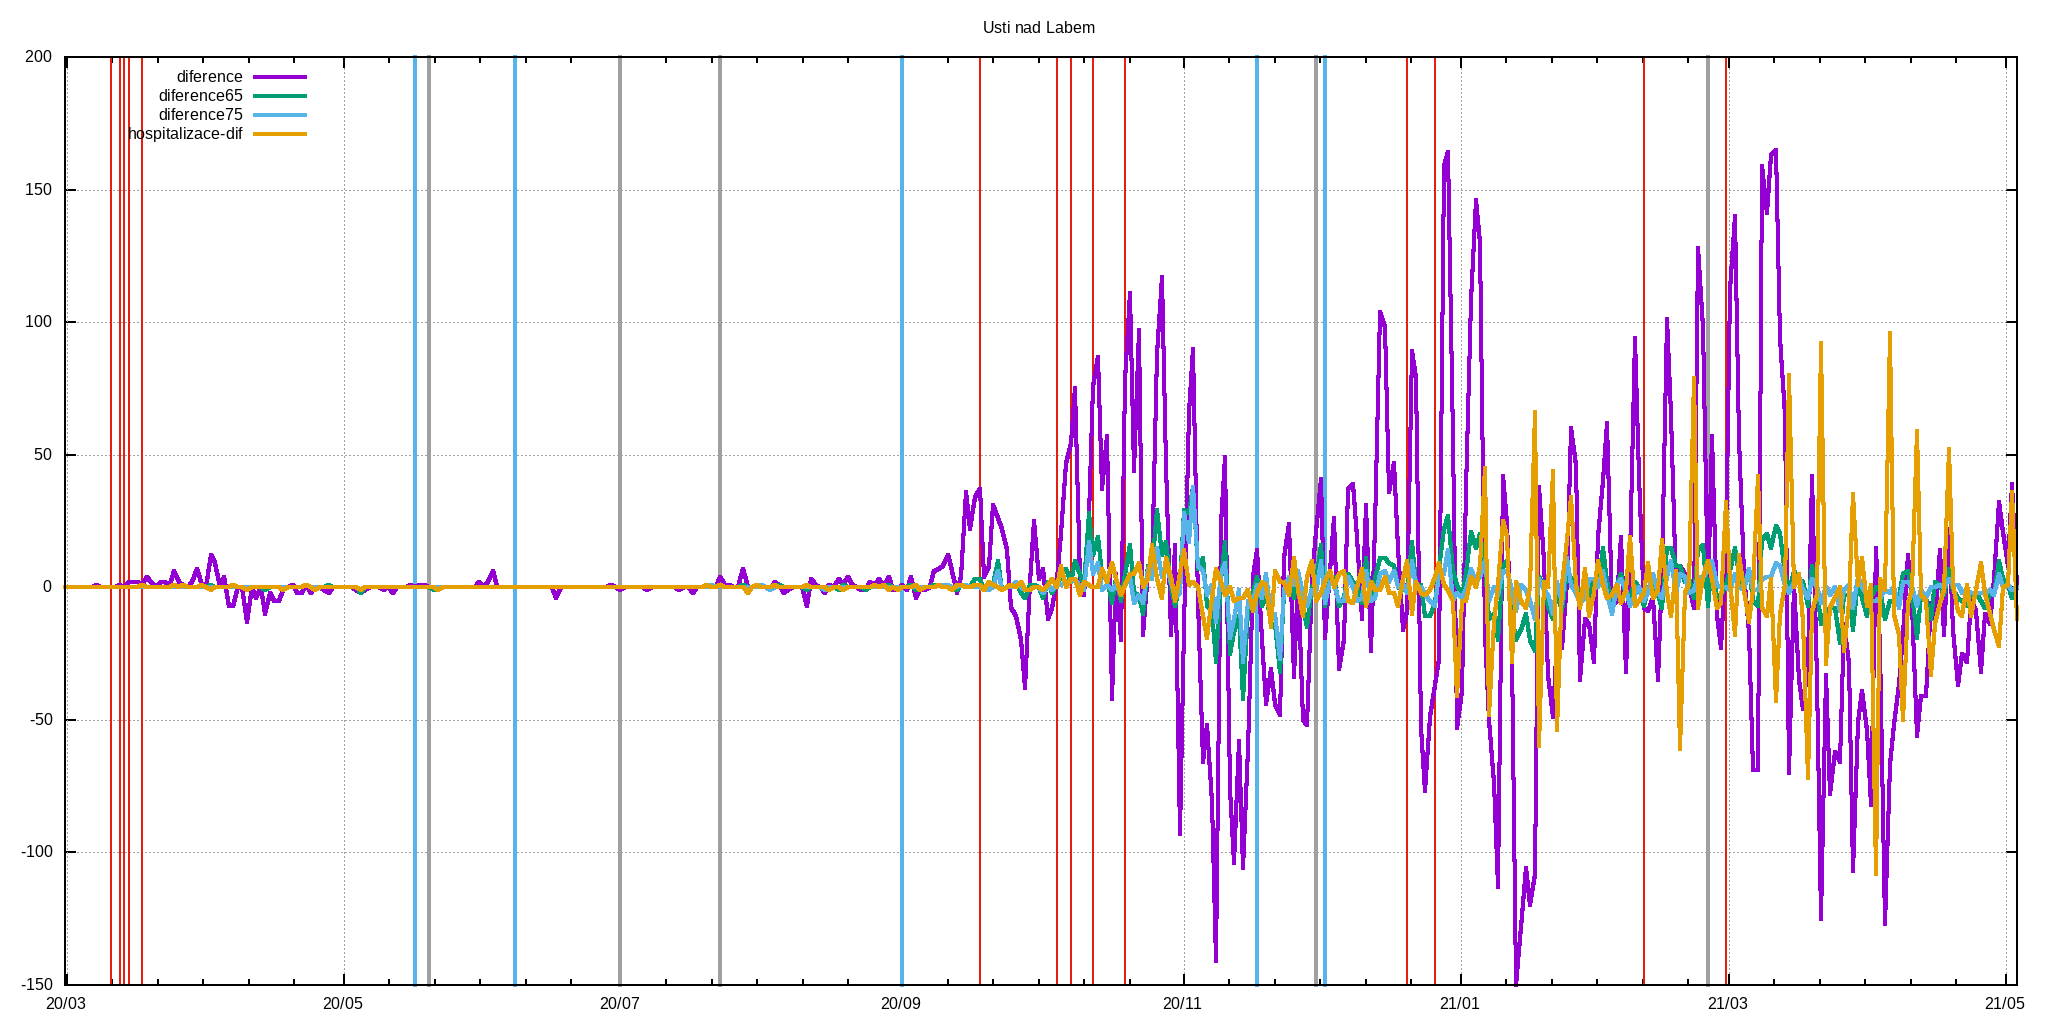 Usti nad Labem
200
150
100
50
0
-50
-100
-150
diference
diference65
diference75
hospitalizace-dif
20/03 20/05 20/07 20/09 20/11 21/01 21/03 21/05